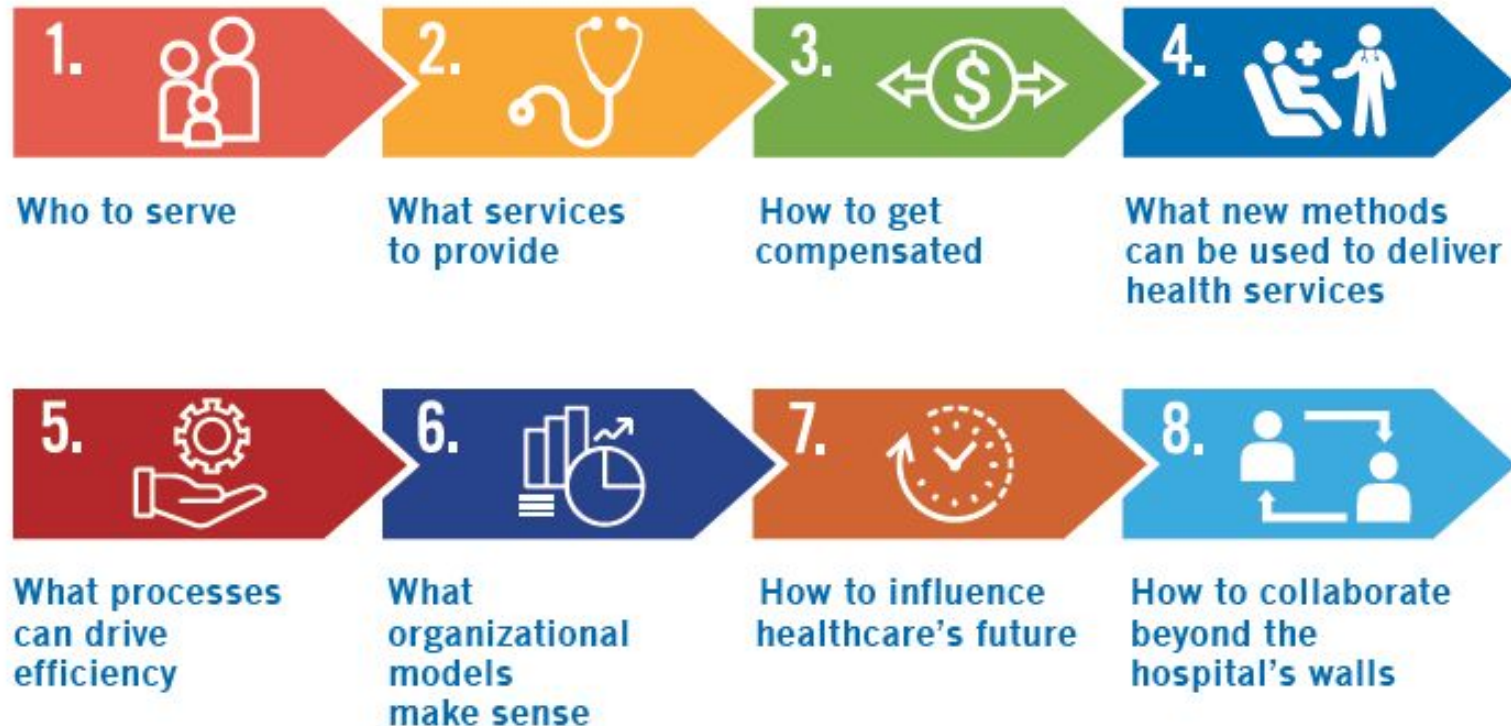 1.
Who to serve
2.
What services
to provide
3.
$
How to get
compensated
4.
What new methods
can be used to deliver
health services
5.
What processes
can drive
efficiency
6.
What
organizational
models
make sense
7.
How to influence
healthcare's future
8.
How to collaborate
beyond the
hospital's walls